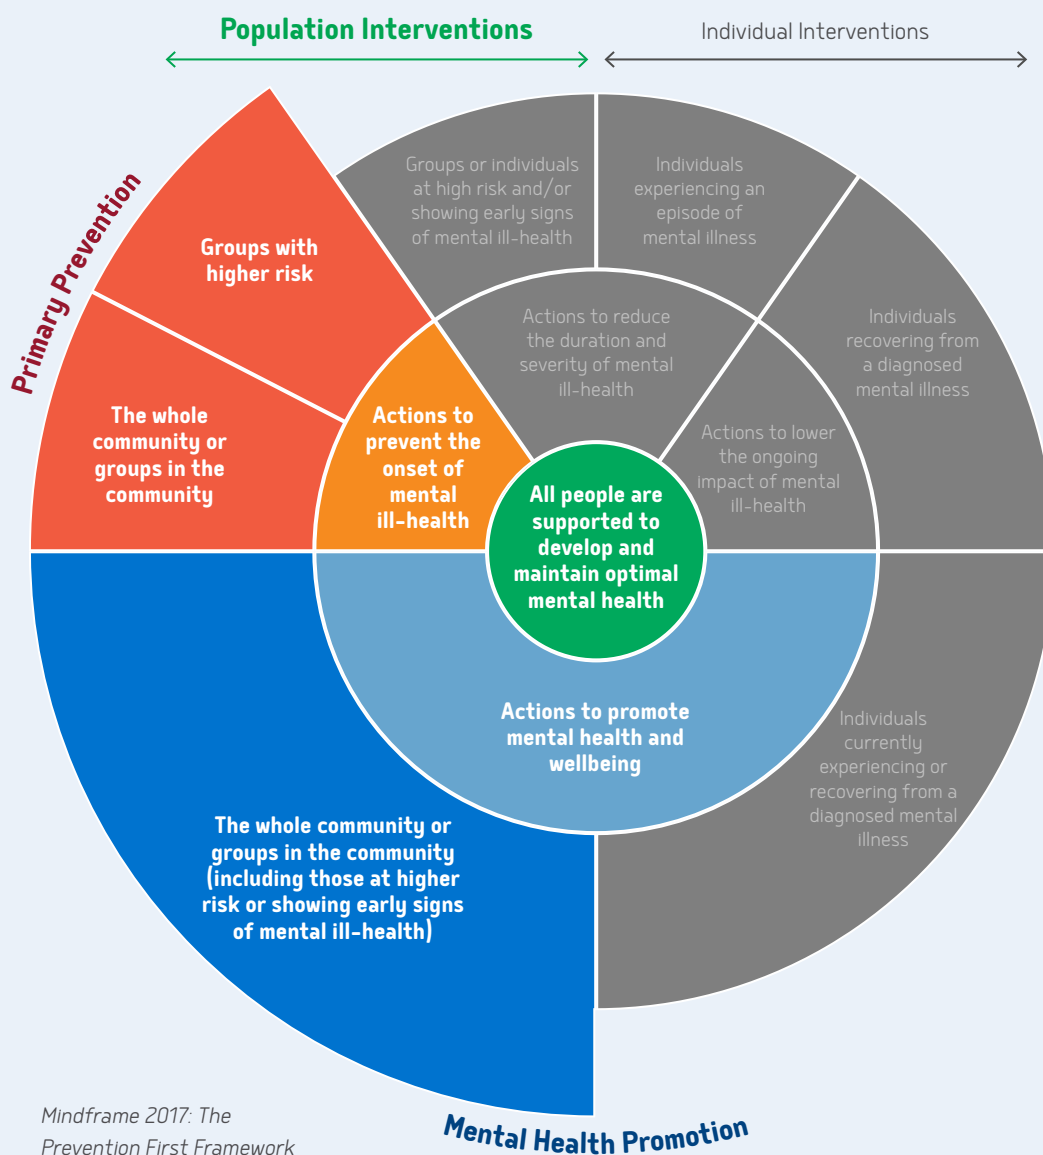 Population Interventions
Individual Interventions
Primary Prevention
Groups with
higher risk
Groups or individuals
at high risk and/or
showing early signs
of mental ill-health
Individuals
experiencing an
episode of
mental illness
Individuals
recovering from
a diagnosed
mental illness
The whole
community or
groups in the
community
Actions to
prevent the
onset of
mental
ill-health
Actions to reduce
the duration and
severity of mental
ill-health
Actions to lower
the ongoing
impact of mental
ill-health
All people are
supported to
develop and
maintain optimal
mental health
Actions to promote
mental health and
wellbeing
Individuals
currently
experiencing or
recovering from a
diagnosed mental
illness
The whole community or
groups in the community
(including those at higher
risk or showing early signs
of mental ill-health)
Mental Health Promotion
Mindframe 2017: The
Prevention First Framework